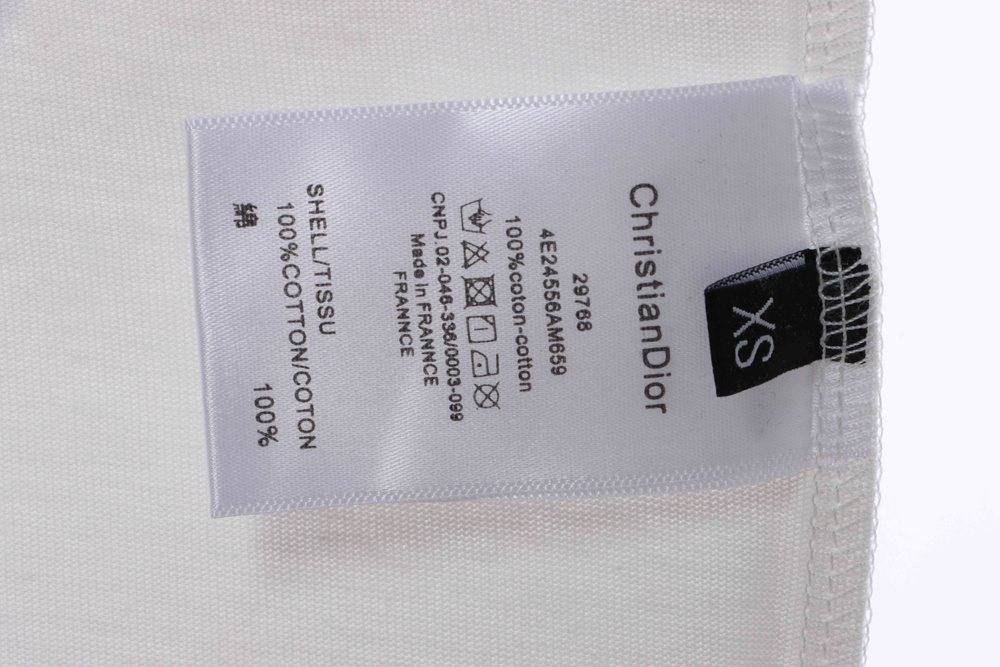 XS
ChristianDior
29768
4E24556AM659
100%coton-cotton
CNPJ.02-046-336/0003-099
Made in FRANNCE
FRANNCE
SHELL/TISSU
100%COTTON/COTON
綿 100%